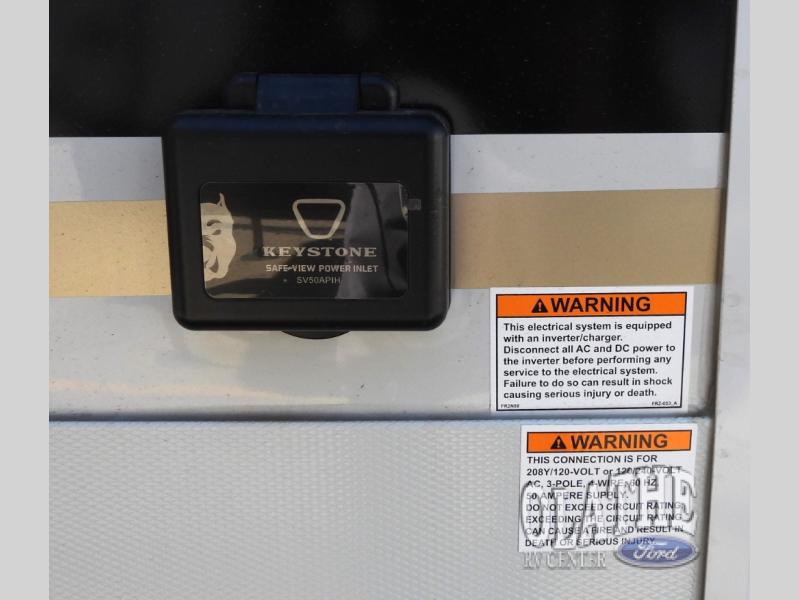 KEYSTONE
SAFE-VIEW POWER INLET
SV50APIH
WARNING
This electrical system is equipped
with an inverter/charger.
Disconnect all AC and DC power to
the inverter before performing any
service to the electrical system.
Failure to do so can result in shock
causing serious injury or death.
FR2N98 FRZ-053_A
WARNING
THIS CONNECTION IS FOR
208Y/120-VOLT or 120/240-VOLT
AC, 3-POLE, 4-WIRE, 60 HZ,
50 AMPERE SUPPLY.
DO NOT EXCEED CIRCUIT RATING.
EXCEEDING THE CIRCUIT RATING
CAN CAUSE A FIRE AND RESULT IN
DEATH OR SERIOUS INJURY.
OLATHE
RV CENTER
Ford